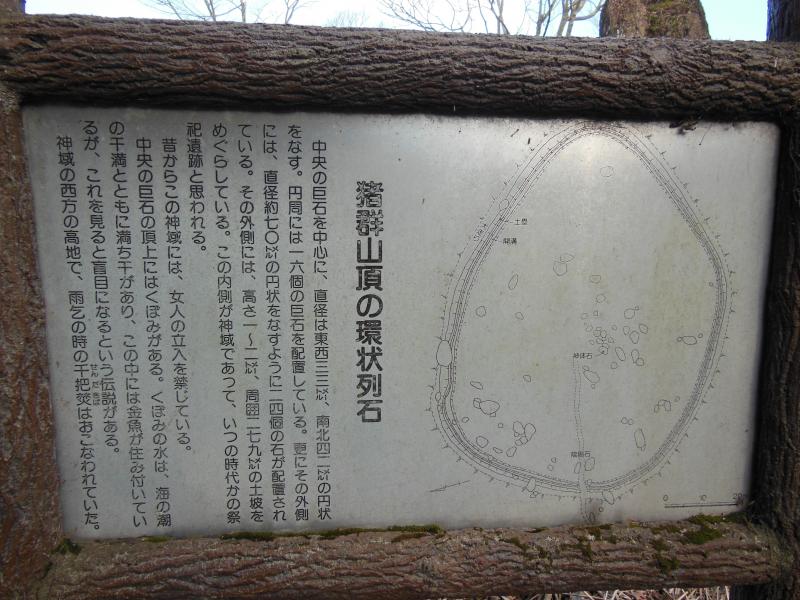 猪群山頂の環状列石
中央の巨石を中心に、直径は東西三三㍍、南北四二㍍の円状
をなす。円周には一六個の巨石を配置している。更にその外側
には、直径約七〇㍍の円状をなすように二四個の石が配置され
ている。その外側には、高さ一〜二㍍、周囲二七九㍍の土坡を
めぐらしている。この内側が神域であつて、いつの時代かの祭
祀遺跡と思われる。
昔からこの神域には、女人の立入を禁じている。
中央の巨石の頂上にはくぼみがある。くぼみの水は、海の潮
の干満とともに満ち干があり、この中には金魚が住み付いてい
るが、これを見ると盲目になるという伝説がある。
神域の西方の高地で、雨乞の時の千把焚はおこなわれていた。
せんだき
土塁
開溝
神体石
陰陽石
0 10 20